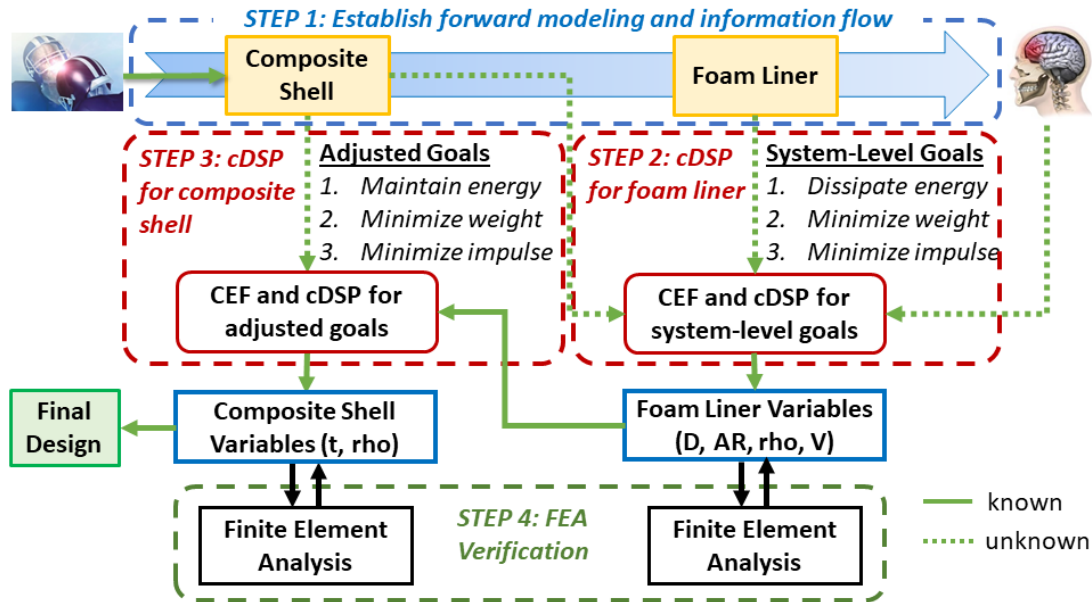 STEP 1: Establish forward modeling and information flow
Composite
Shell
Foam Liner
STEP 3: cDSP
for composite
shell
Adjusted Goals
1. Maintain energy
2. Minimize weight
3. Minimize impulse
STEP 2: cDSP
for foam liner
System-Level Goals
1. Dissipate energy
2. Minimize weight
3. Minimize impulse
CEF and cDSP for
adjusted goals
CEF and cDSP for
system-level goals
Final
Design
Composite Shell
Variables (t, rho)
Foam Liner Variables
(D, AR, rho, V)
STEP 4: FEA
Verification
Finite Element
Analysis
Finite Element
Analysis
known
unknown